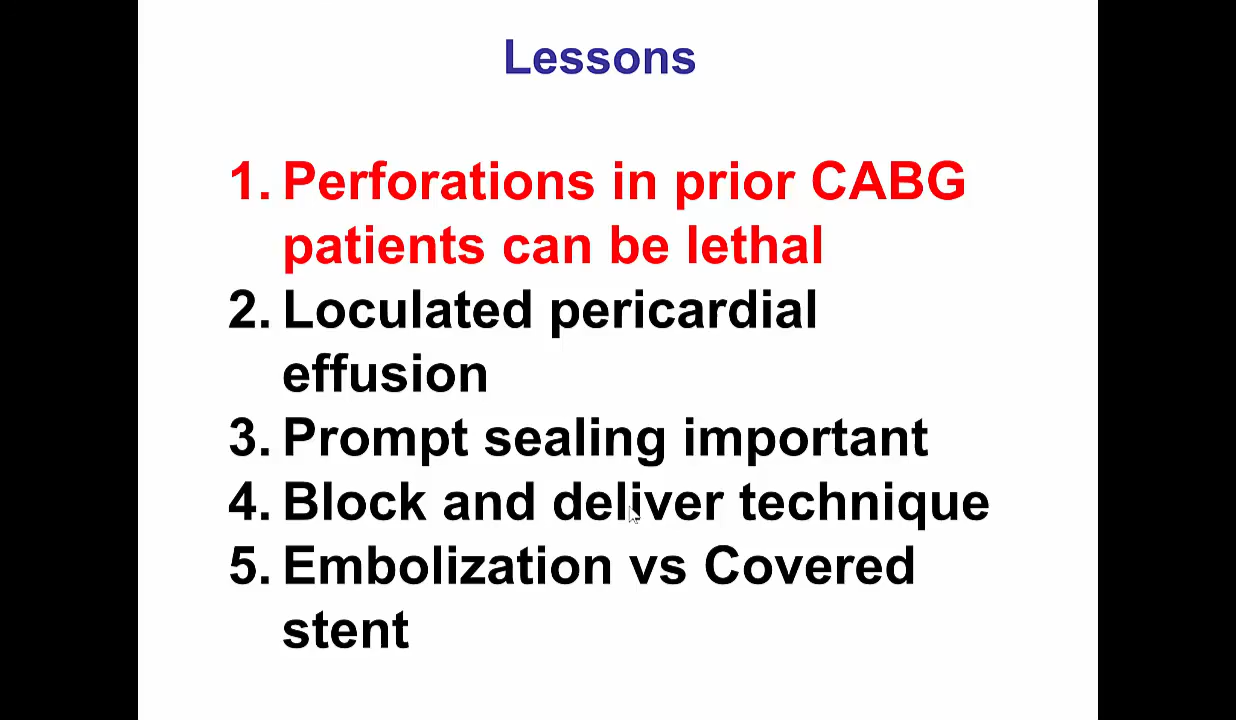 Lessons
1. Perforations in prior CABG
patients can be lethal
2. Loculated pericardial
effusion
3. Prompt sealing important
4. Block and deliver technique
5. Embolization vs Covered
stent